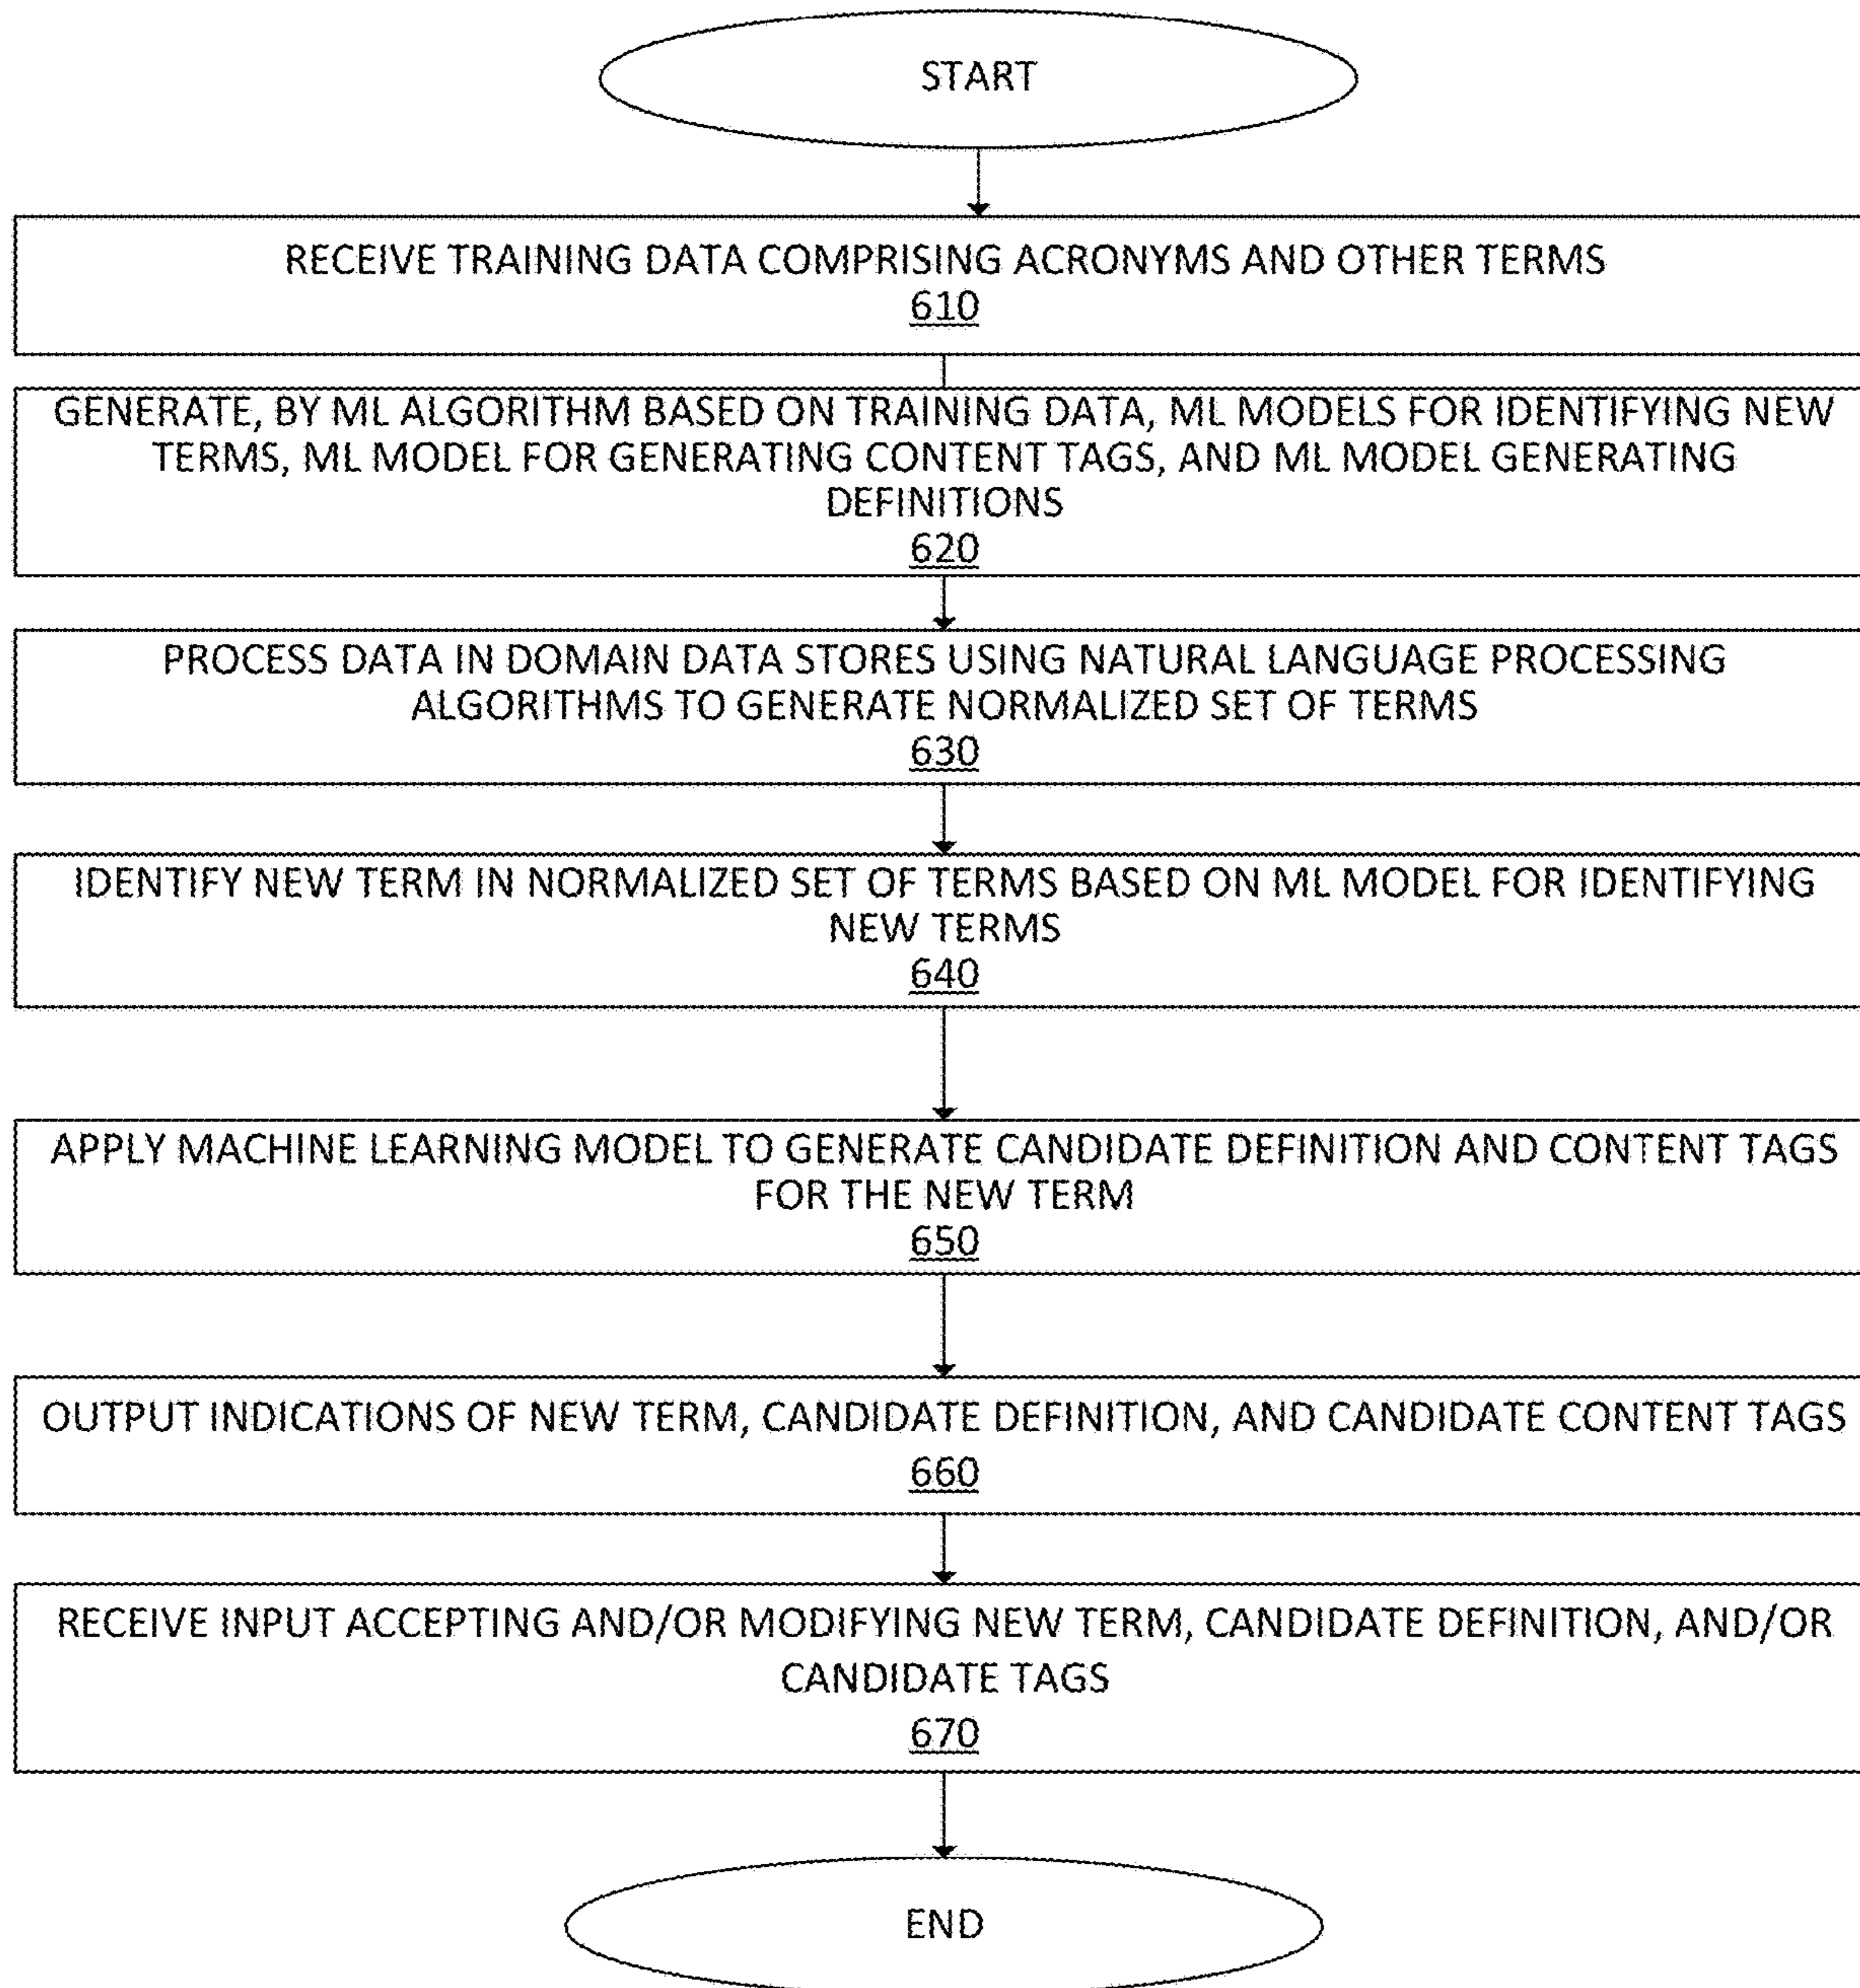 START
RECEIVE TRAINING DATA COMPRISING ACRONYMS AND OTHER TERMS
610
GENERATE, BY ML ALGORITHM BASED ON TRAINING DATA, ML MODELS FOR IDENTIFYING NEW
TERMS, ML MODEL FOR GENERATING CONTENT TAGS, AND ML MODEL GENERATING
DEFINITIONS
620
PROCESS DATA IN DOMAIN DATA STORES USING NATURAL LANGUAGE PROCESSING
ALGORITHMS TO GENERATE NORMALIZED SET OF TERMS
630
IDENTIFY NEW TERM IN NORMALIZED SET OF TERMS BASED ON ML MODEL FOR IDENTIFYING
NEW TERMS
640
APPLY MACHINE LEARNING MODEL TO GENERATE CANDIDATE DEFINITION AND CONTENT TAGS
FOR THE NEW TERM
650
OUTPUT INDICATIONS OF NEW TERM, CANDIDATE DEFINITION, AND CANDIDATE CONTENT TAGS
660
RECEIVE INPUT ACCEPTING AND/OR MODIFYING NEW TERM, CANDIDATE DEFINITION, AND/OR
CANDIDATE TAGS
670
END